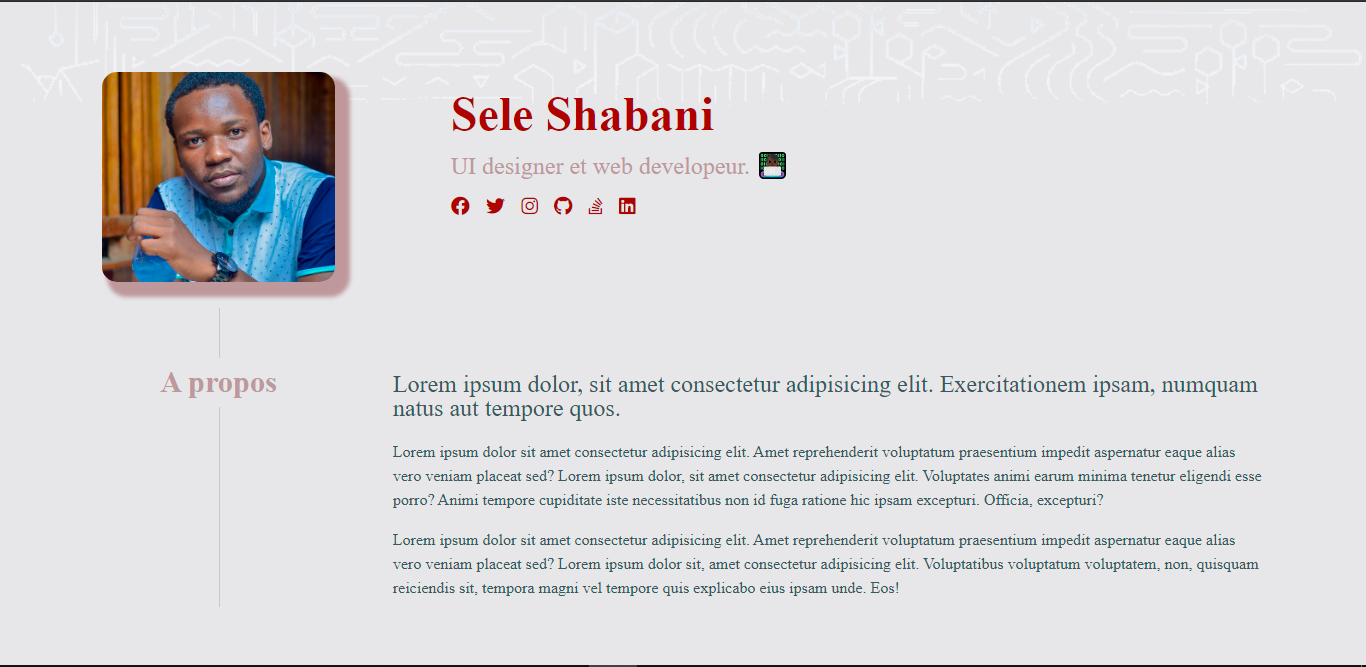 Sele Shabani
UI designer et web developeur.
A propos
Lorem ipsum dolor, sit amet consectetur adipisicing elit. Exercitationem ipsam, numquam
natus aut tempore quos.
Lorem ipsum dolor sit amet consectetur adipisicing elit. Amet reprehenderit voluptatum praesentium impedit aspernatur eaque alias
vero veniam placeat sed? Lorem ipsum dolor, sit amet consectetur adipisicing elit. Voluptates animi earum minima tenetur eligendi esse
porro? Animi tempore cupiditate iste necessitatibus non id fuga ratione hic ipsam excepturi. Officia, excepturi?
Lorem ipsum dolor sit amet consectetur adipisicing elit. Amet reprehenderit voluptatum praesentium impedit aspernatur eaque alias
vero veniam placeat sed? Lorem ipsum dolor sit, amet consectetur adipisicing elit. Voluptatibus voluptatum voluptatem, non, quisquam
reiciendis sit, tempora magni vel tempore quis explicabo eius ipsam unde. Eos!